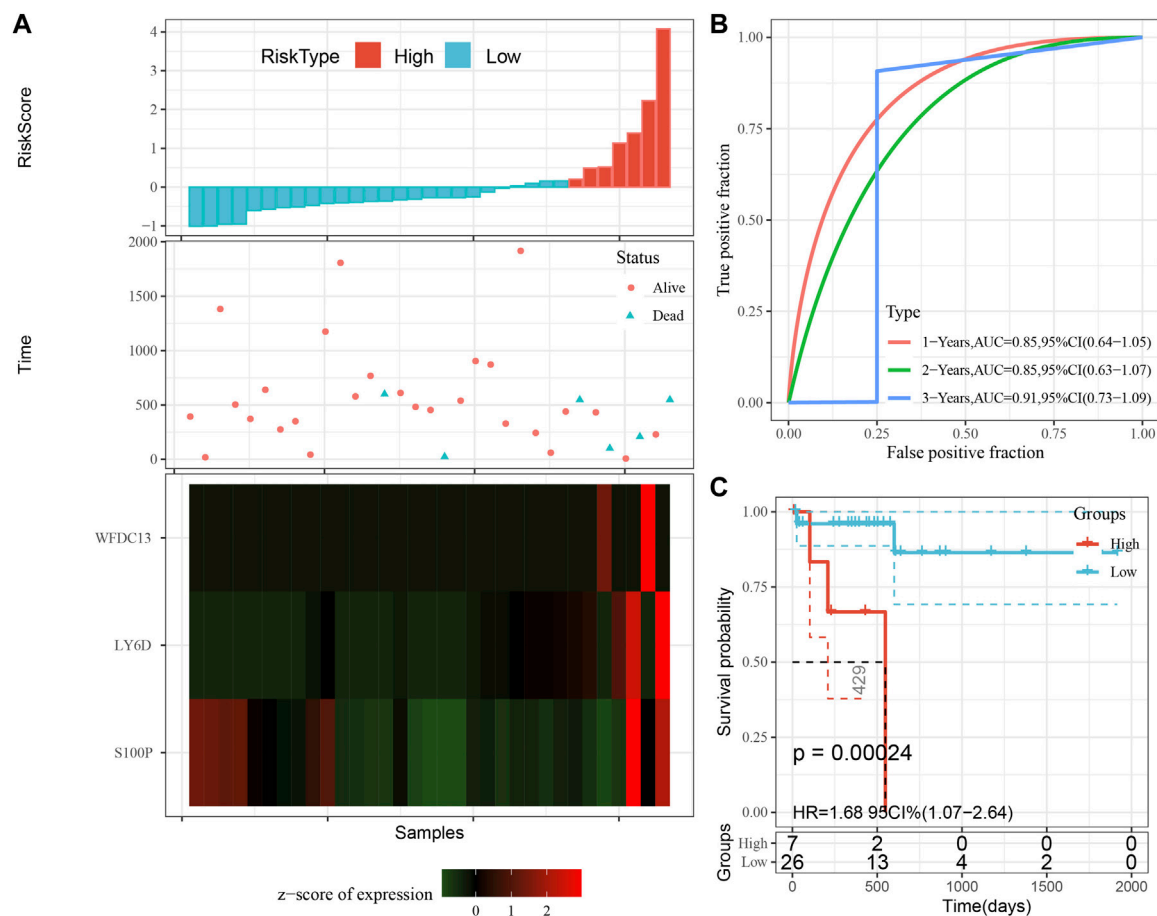 A
RiskScore
4
3
2
1
0
−1
RiskType High Low
Time
2000
1500
1000
500
0
Status
Alive
Dead
WFDC13
LY6D
S100P
Samples
z−score of expression
0 1 2
B
True positive fraction
1.00
0.75
0.50
0.25
0.00
Type
1−Years,AUC=0.85,95%CI(0.64−1.05)
2−Years,AUC=0.85,95%CI(0.63−1.07)
3−Years,AUC=0.91,95%CI(0.73−1.09)
0.00 0.25 0.50 0.75 1.00
False positive fraction
C
Survival probability
1.00
0.75
0.50
0.25
0.00
Groups
High
Low
429
p = 0.00024
HR=1.68 95CI%(1.07−2.64)
Groups
High 7 2 0 0 0
Low 26 13 4 2 0
0 500 1000 1500 2000
Time(days)